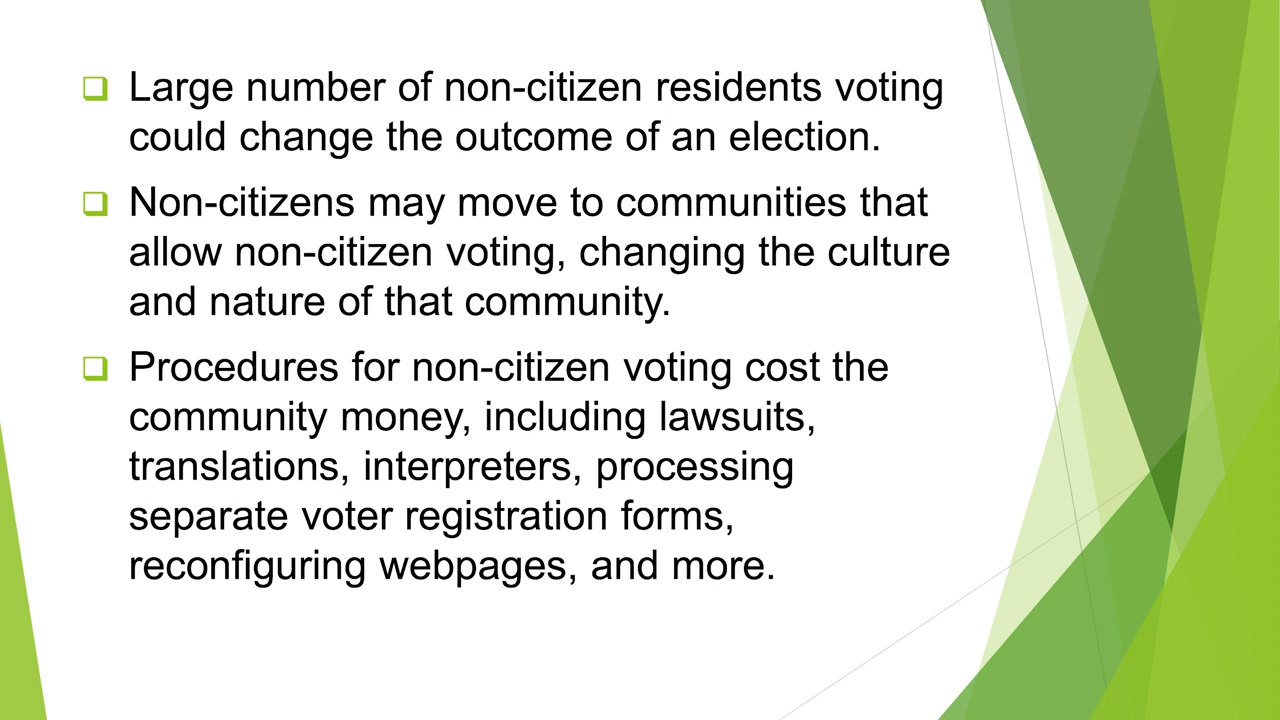 Large number of non-citizen residents voting
could change the outcome of an election.
Non-citizens may move to communities that
allow non-citizen voting, changing the culture
and nature of that community.
Procedures for non-citizen voting cost the
community money, including lawsuits,
translations, interpreters, processing
separate voter registration forms,
reconfiguring webpages, and more.